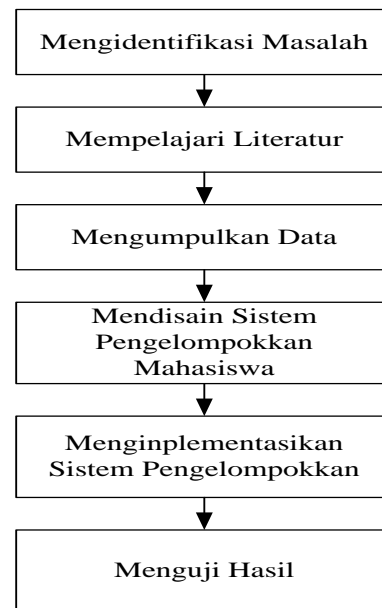 Mengidentifikasi Masalah
Mempelajari Literatur
Mengumpulkan Data
Mendisain Sistem
Pengelompokkan
Mahasiswa
Menginplementasikan
Sistem Pengelompokkan
Menguji Hasil